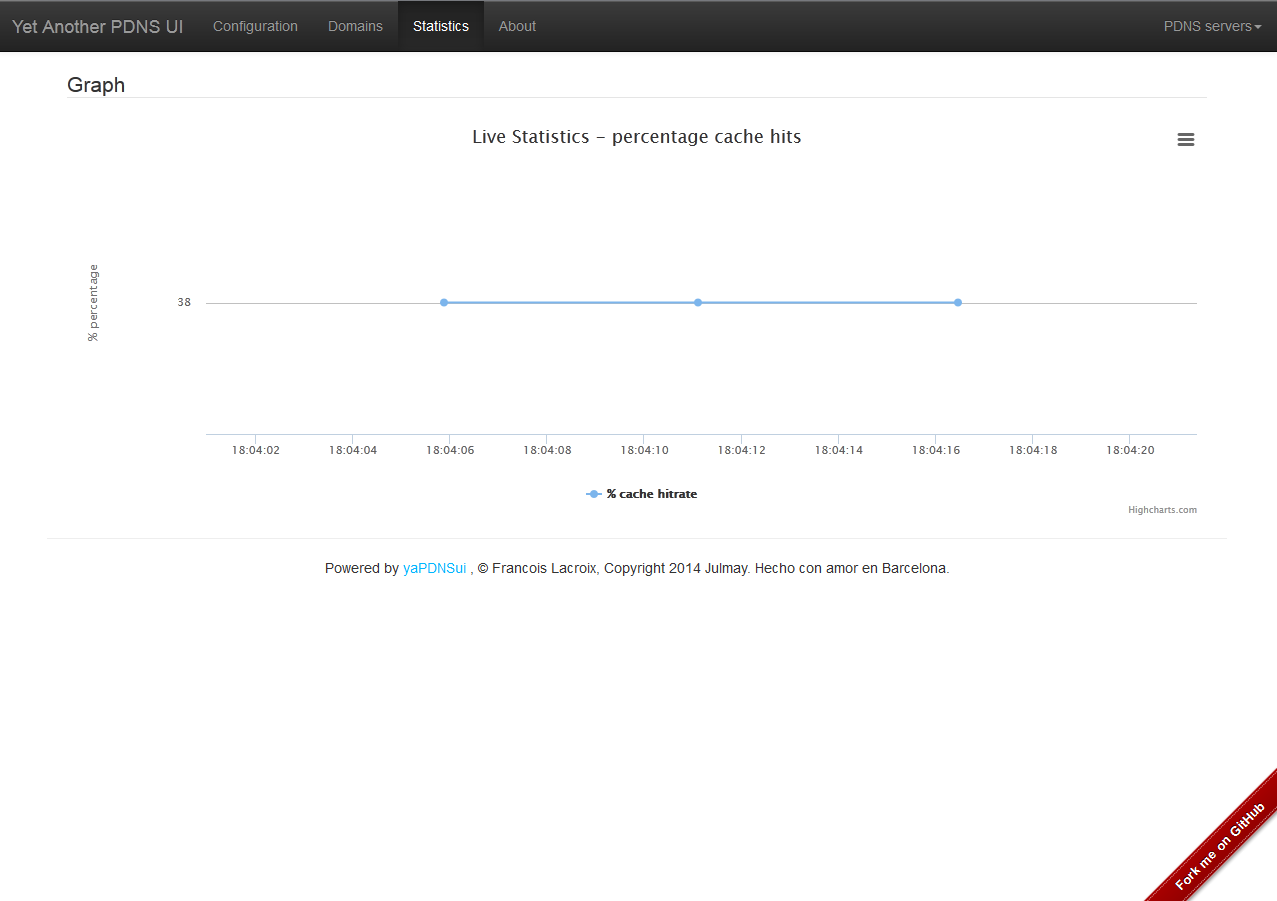 Yet Another PDNS UI Configuration Domains Statistics About PDNS servers
Graph
Live Statistics - percentage cache hits
% percentage
38
18:04:02 18:04:04 18:04:06 18:04:08 18:04:10 18:04:12 18:04:14 18:04:16 18:04:18 18:04:20
% cache hitrate
Highcharts.com
Powered by yaPDNSui , © Francois Lacroix, Copyright 2014 Julmay. Hecho con amor en Barcelona.
Fork me on GitHub